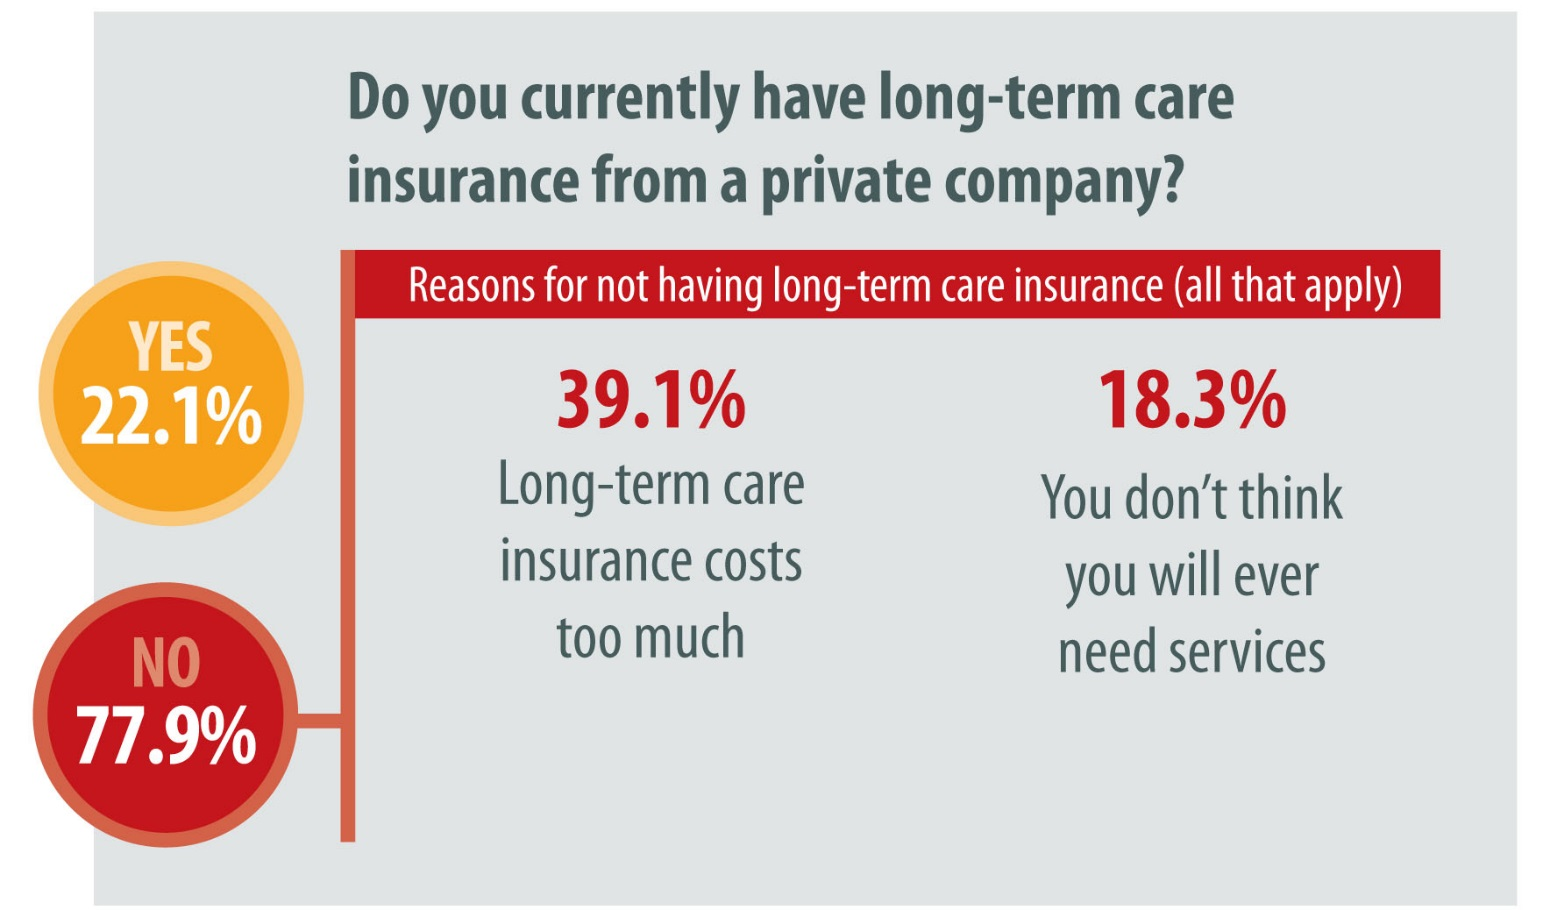 Do you currently have long-term care
insurance from a private company?
YES
22.1%
NO
77.9%
Reasons for not having long-term care insurance (all that apply)
39.1%
Long-term care
insurance costs
too much
18.3%
You don’t think
you will ever
need services